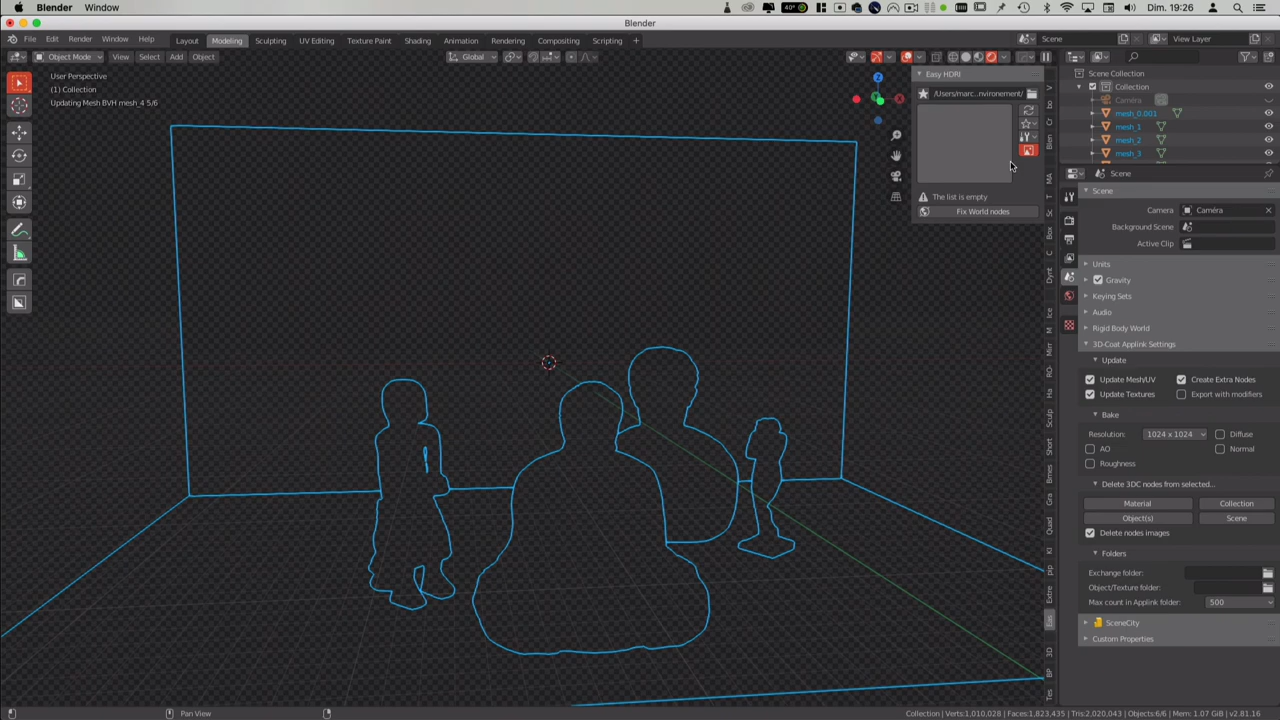 Blender Window
40° Dim. 19:26
Blender
File Edit Render Window Help Layout Modeling Sculpting UV Editing Texture Paint Shading Animation Rendering Compositing Scripting + Scene View Layer
Object Mode View Select Add Object Global
User Perspective
(1) Collection
Updating Mesh BVH mesh_4 5/6
Z
Easy HDRI
/Users/marc...nvironement/
The list is empty
Fix World nodes
Scene Collection
Collection
Caméra
mesh_0.001
mesh_1
mesh_2
mesh_3
Scene
Scene
Camera Caméra
Background Scene
Active Clip
Units
Gravity
Keying Sets
Audio
Rigid Body World
3D-Coat Applink Settings
Update
Update Mesh/UV Create Extra Nodes
Update Textures Export with modifiers
Bake
Resolution: 1024 x 1024 Diffuse
AO Normal
Roughness
Delete 3DC nodes from selected...
Material Collection
Object(s) Scene
Delete nodes images
Folders
Exchange folder:
Object/Texture folder:
Max count in Applink folder: 500
SceneCity
Custom Properties
Pan View
Collection | Verts:1,010,028 | Faces:1,823,435 | Tris:2,020,043 | Objects:6/6 | Mem: 1.07 GiB | v2.81.16